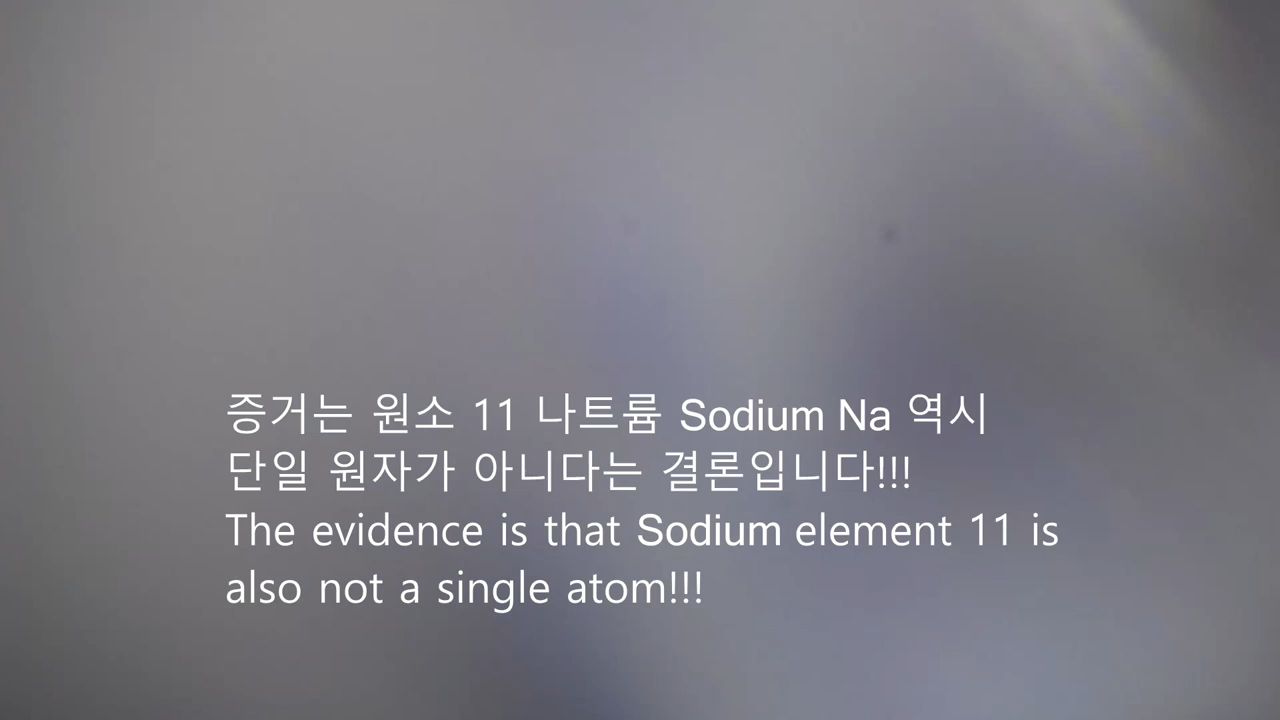 증거는 원소 11 나트륨 Sodium Na 역시
단일 원자가 아니다는 결론입니다!!!
The evidence is that Sodium element 11 is
also not a single atom!!!